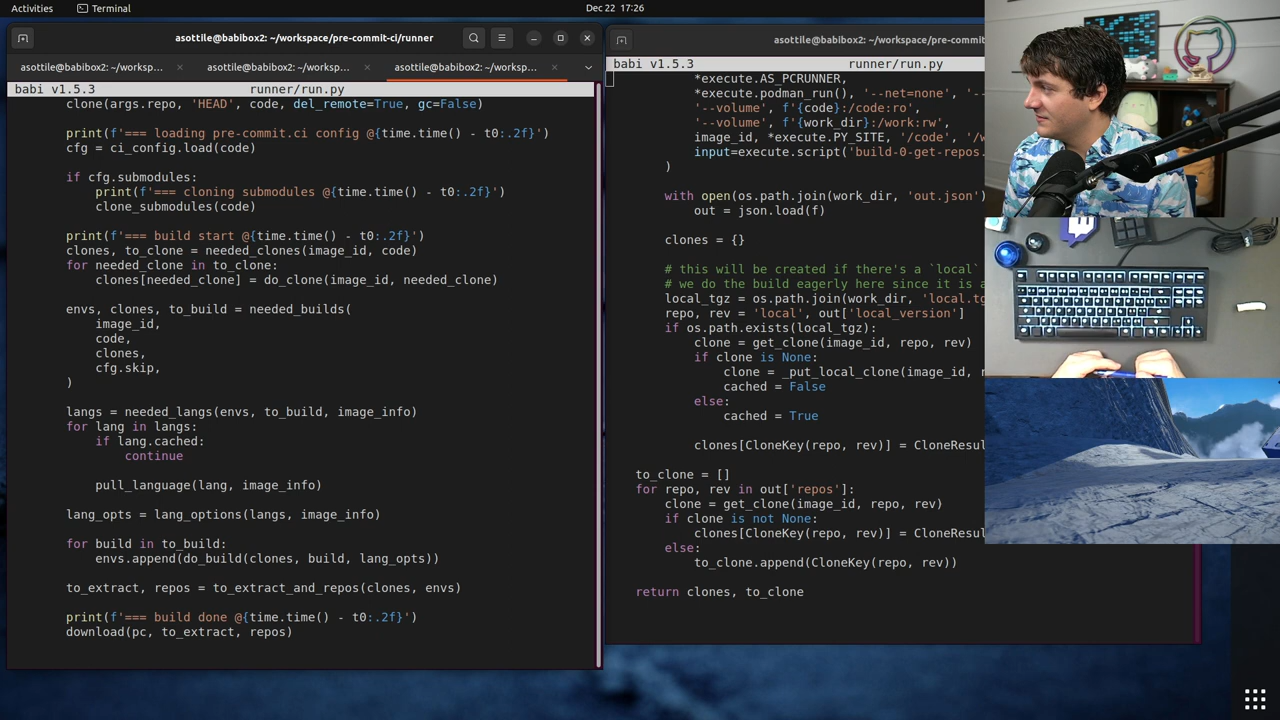 Activities
Terminal
Dec 22 17:26
asottile@babibox2: ~/workspace/pre-commit-ci/runner
asottile@babibox2: ~/worksp...
asottile@babibox2: ~/worksp...
asottile@babibox2: ~/worksp...
babi v1.5.3 runner/run.py
clone(args.repo, 'HEAD', code, del_remote=True, gc=False)
print(f'=== loading pre-commit.ci config @{time.time() - t0:.2f}')
cfg = ci_config.load(code)
if cfg.submodules:
print(f'=== cloning submodules @{time.time() - t0:.2f}')
clone_submodules(code)
print(f'=== build start @{time.time() - t0:.2f}')
clones, to_clone = needed_clones(image_id, code)
for needed_clone in to_clone:
clones[needed_clone] = do_clone(image_id, needed_clone)
envs, clones, to_build = needed_builds(
image_id,
code,
clones,
cfg.skip,
)
langs = needed_langs(envs, to_build, image_info)
for lang in langs:
if lang.cached:
continue
pull_language(lang, image_info)
lang_opts = lang_options(langs, image_info)
for build in to_build:
envs.append(do_build(clones, build, lang_opts))
to_extract, repos = to_extract_and_repos(clones, envs)
print(f'=== build done @{time.time() - t0:.2f}')
download(pc, to_extract, repos)
asottile@babibox2: ~/workspace/pre-commit
babi v1.5.3 runner/run.py
*execute.AS_PCRUNNER,
*execute.podman_run(), '--net=none', '--
'--volume', f'{code}:/code:ro',
'--volume', f'{work_dir}:/work:rw',
image_id, *execute.PY_SITE, '/code', '/w
input=execute.script('build-0-get-repos.
)
with open(os.path.join(work_dir, 'out.json')
out = json.load(f)
clones = {}
# this will be created if there's a `local`
# we do the build eagerly here since it is a
local_tgz = os.path.join(work_dir, 'local.tg
repo, rev = 'local', out['local_version']
if os.path.exists(local_tgz):
clone = get_clone(image_id, repo, rev)
if clone is None:
clone = _put_local_clone(image_id, r
cached = False
else:
cached = True
clones[CloneKey(repo, rev)] = CloneResul
to_clone = []
for repo, rev in out['repos']:
clone = get_clone(image_id, repo, rev)
if clone is not None:
clones[CloneKey(repo, rev)] = CloneResul
else:
to_clone.append(CloneKey(repo, rev))
return clones, to_clone